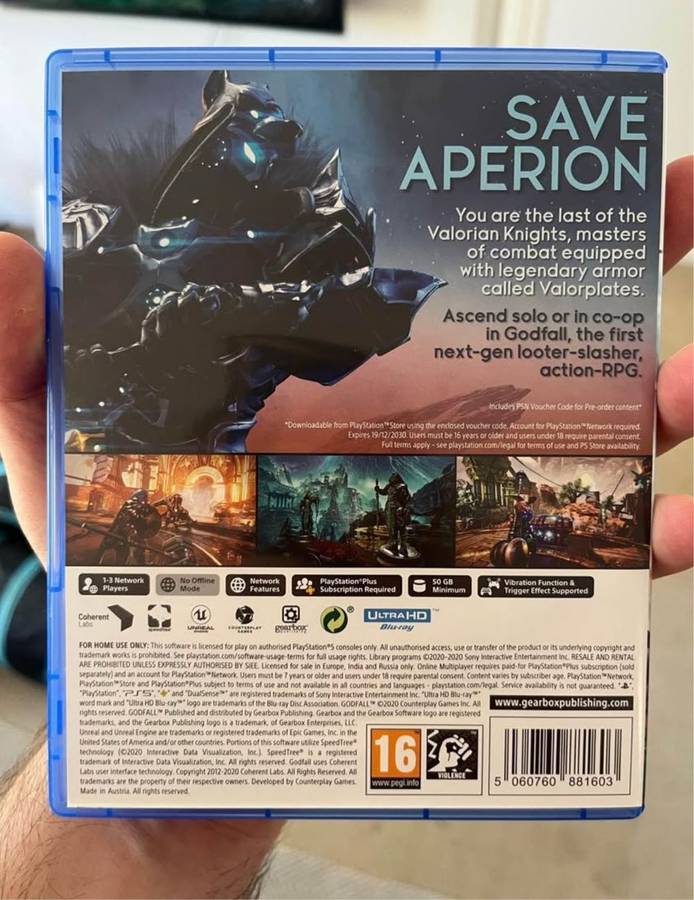 SAVE
APERION
You are the last of the
Valorian Knights, masters
of combat equipped
with legendary armor
called Valorplates.
Ascend solo or in co-op
in Godfall, the first
next-gen looter-slasher,
action-RPG.
Includes PSN Voucher Code for Pre-order content*
*Downloadable from PlayStation™Store using the enclosed voucher code. Account for PlayStation™Network required.
Expires 19/12/2030. Users must be 16 years or older and users under 18 require parental consent.
Full terms apply - see playstation.com/legal for terms of use and PS Store availability.
1-3 Network
Players
No Offline
Mode
Network
Features
PlayStation®Plus
Subscription Required
50 GB
Minimum
Vibration Function &
Trigger Effect Supported
Coherent
Labs
speedtree
UNREAL
ENGINE
COUNTERPLAY
GAMES
gearbox
ULTRA HD
Blu-ray™
FOR HOME USE ONLY: This software is licensed for play on authorised PlayStation®5 consoles only. All unauthorised access, use or transfer of the product or its underlying copyright and
trademark works is prohibited. See playstation.com/software-usage-terms for full usage rights. Library programs ©2020-2020 Sony Interactive Entertainment Inc. RESALE AND RENTAL
ARE PROHIBITED UNLESS EXPRESSLY AUTHORISED BY SIEE. Licensed for sale in Europe, India and Russia only. Online Multiplayer requires paid-for PlayStation®Plus subscription (sold
separately) and an account for PlayStation™Network. Users must be 7 years or older and users under 18 require parental consent. Content varies by subscriber age. PlayStation™Network,
PlayStation™Store and PlayStation®Plus subject to terms of use and not available in all countries and languages - playstation.com/legal. Service availability is not guaranteed. "
"PlayStation", "PS5", " " and "DualSense" are registered trademarks of Sony Interactive Entertainment Inc. "Ultra HD Blu-ray™"
word mark and "Ultra HD Blu-ray™" logo are trademarks of the Blu-ray Disc Association. GODFALL™ ©2020 Counterplay Games Inc. All
rights reserved. GODFALL™ Published and distributed by Gearbox Publishing. Gearbox and the Gearbox Software logo are registered
trademarks, and the Gearbox Publishing logo is a trademark, of Gearbox Enterprises, LLC.
Unreal and Unreal Engine are trademarks or registered trademarks of Epic Games, Inc. in the
United States of America and/or other countries. Portions of this software utilize SpeedTree®
technology (©2020 Interactive Data Visualization, Inc.). SpeedTree® is a registered
trademark of Interactive Data Visualization, Inc. All rights reserved. Godfall uses Coherent
Labs user interface technology. Copyright 2012-2020 Coherent Labs. All Rights Reserved. All
trademarks are the property of their respective owners. Developed by Counterplay Games.
Made in Austria. All rights reserved.
www.gearboxpublishing.com
16
www.pegi.info
VIOLENCE
5 060760 881603